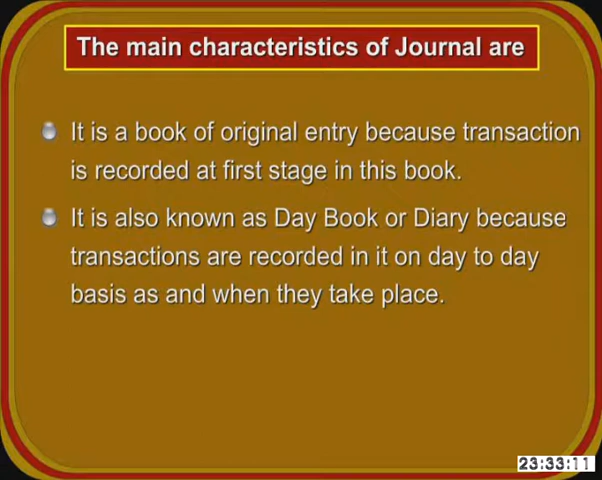 The main characteristics of Journal are
It is a book of original entry because transaction
is recorded at first stage in this book.
It is also known as Day Book or Diary because
transactions are recorded in it on day to day
basis as and when they take place.
23:33:11